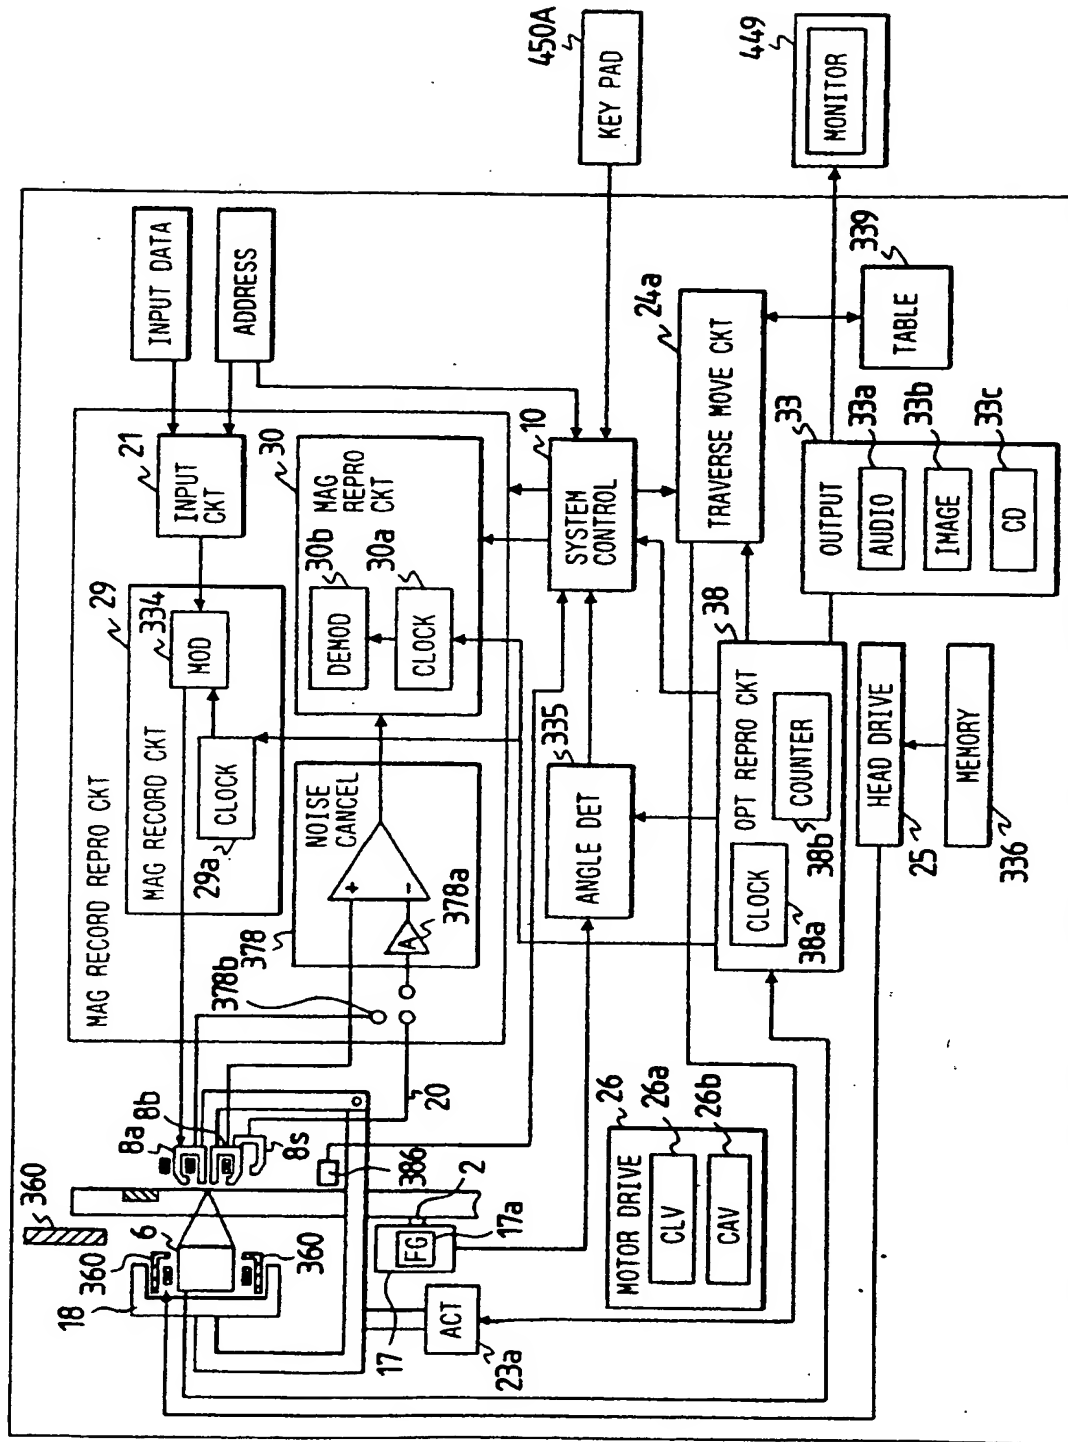 MAG RECORD REPRO CKT
29
MAG RECORD CKT
334
MOD
CLOCK
29a
21
INPUT
CKT
INPUT DATA
ADDRESS
378
NOISE
CANCEL
+
-
A
378a
378b
30
MAG
REPRO
CKT
30b
DEMOD
30a
CLOCK
450A
KEY PAD
10
SYSTEM
CONTROL
335
ANGLE DET
24a
TRAVERSE MOVE CKT
339
TABLE
449
MONITOR
38
OPT REPRO CKT
CLOCK
38a
COUNTER
38b
33
OUTPUT
33a
AUDIO
33b
IMAGE
33c
CD
HEAD DRIVE
25
MEMORY
336
26
MOTOR DRIVE
26a
CLV
26b
CAV
360
6
360
18
360
8a
8b
8s
20
386
2
17a
FG
17
ACT
23a